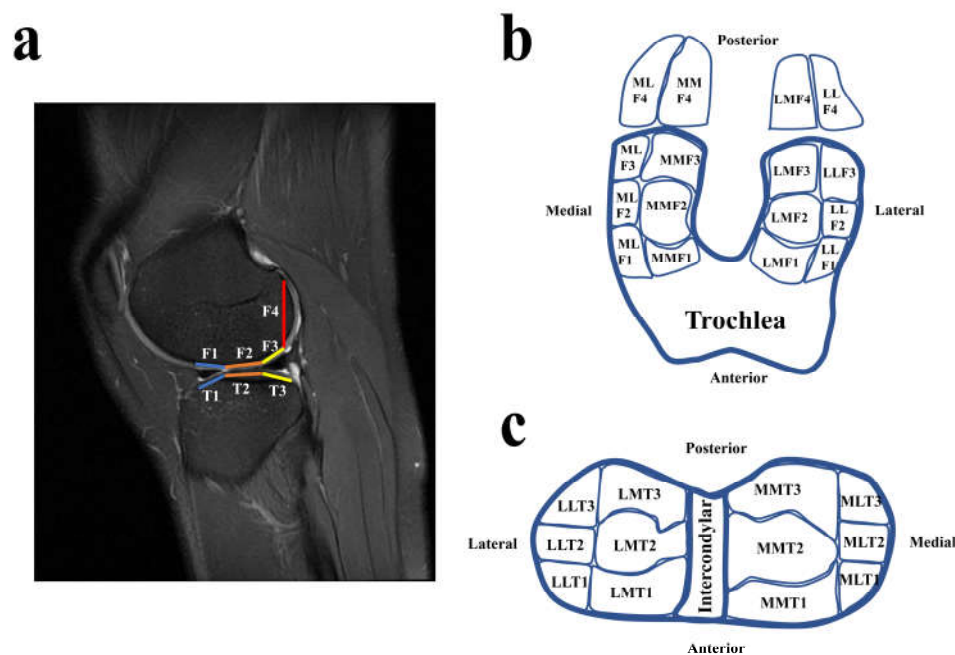 a
F4
F1
F2
F3
T1
T2
T3
b
Posterior
ML
F4
MM
F4
LMF4
LL
F4
ML
F3
MMF3
LMF3
LLF3
Medial
ML
F2
MMF2
LMF2
LL
F2
Lateral
ML
F1
MMF1
LMF1
LL
F1
Trochlea
Anterior
c
Posterior
LLT3
LMT3
MMT3
MLT3
Lateral
LLT2
LMT2
Intercondylar
MMT2
MLT2
Medial
LLT1
LMT1
MMT1
MLT1
Anterior